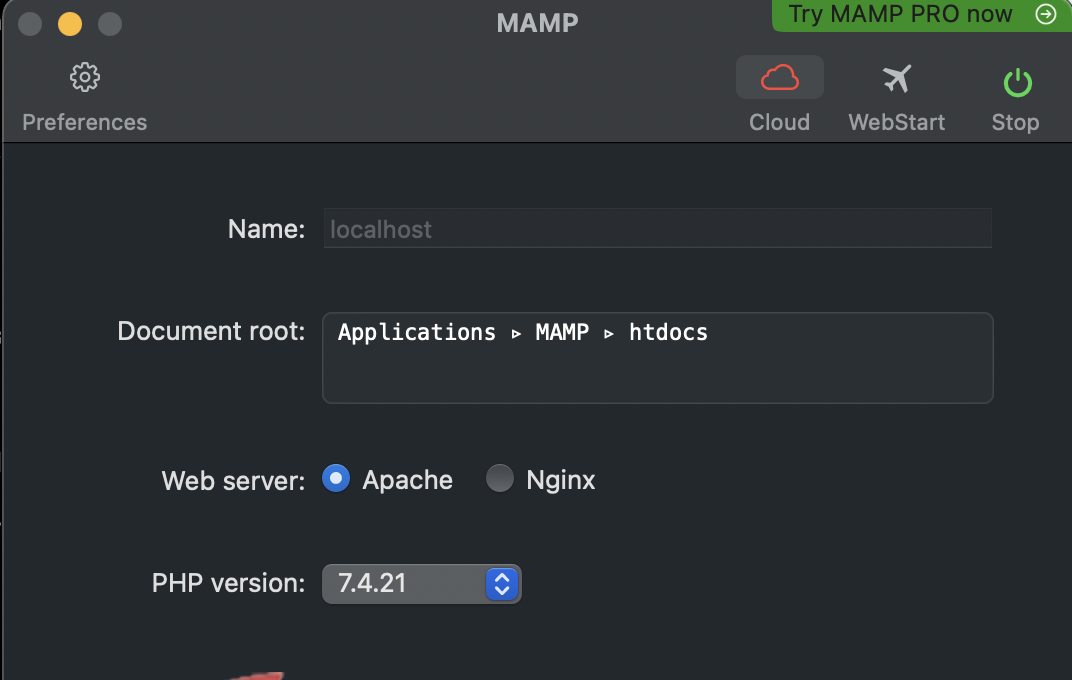 MAMP
Try MAMP PRO now
Preferences
Cloud
WebStart
Stop
Name: localhost
Document root: Applications ▹ MAMP ▹ htdocs
Web server: Apache Nginx
PHP version: 7.4.21